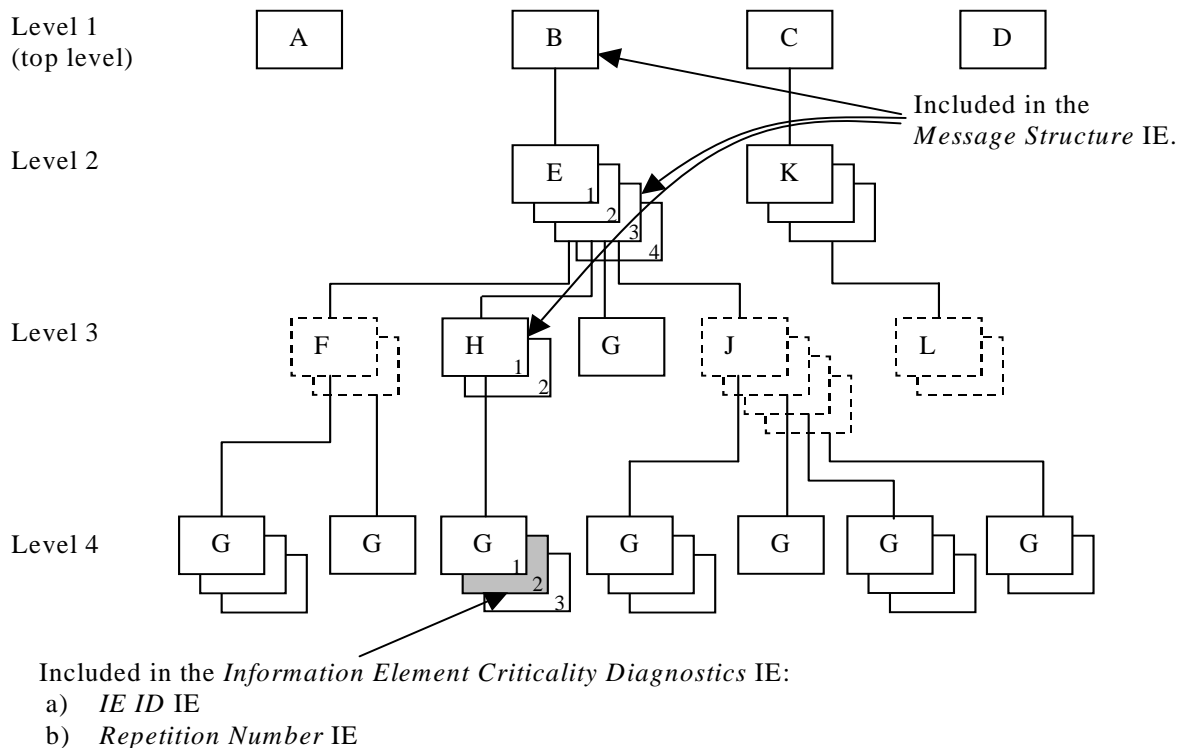 Level 1
(top level)
A
B
C
D
Included in the
Message Structure IE.
Level 2
E
1
2
3
4
K
Level 3
F
H
1
2
G
J
L
Level 4
G
G
G
1
2
3
G
G
G
G
Included in the Information Element Criticality Diagnostics IE:
a) IE ID IE
b) Repetition Number IE